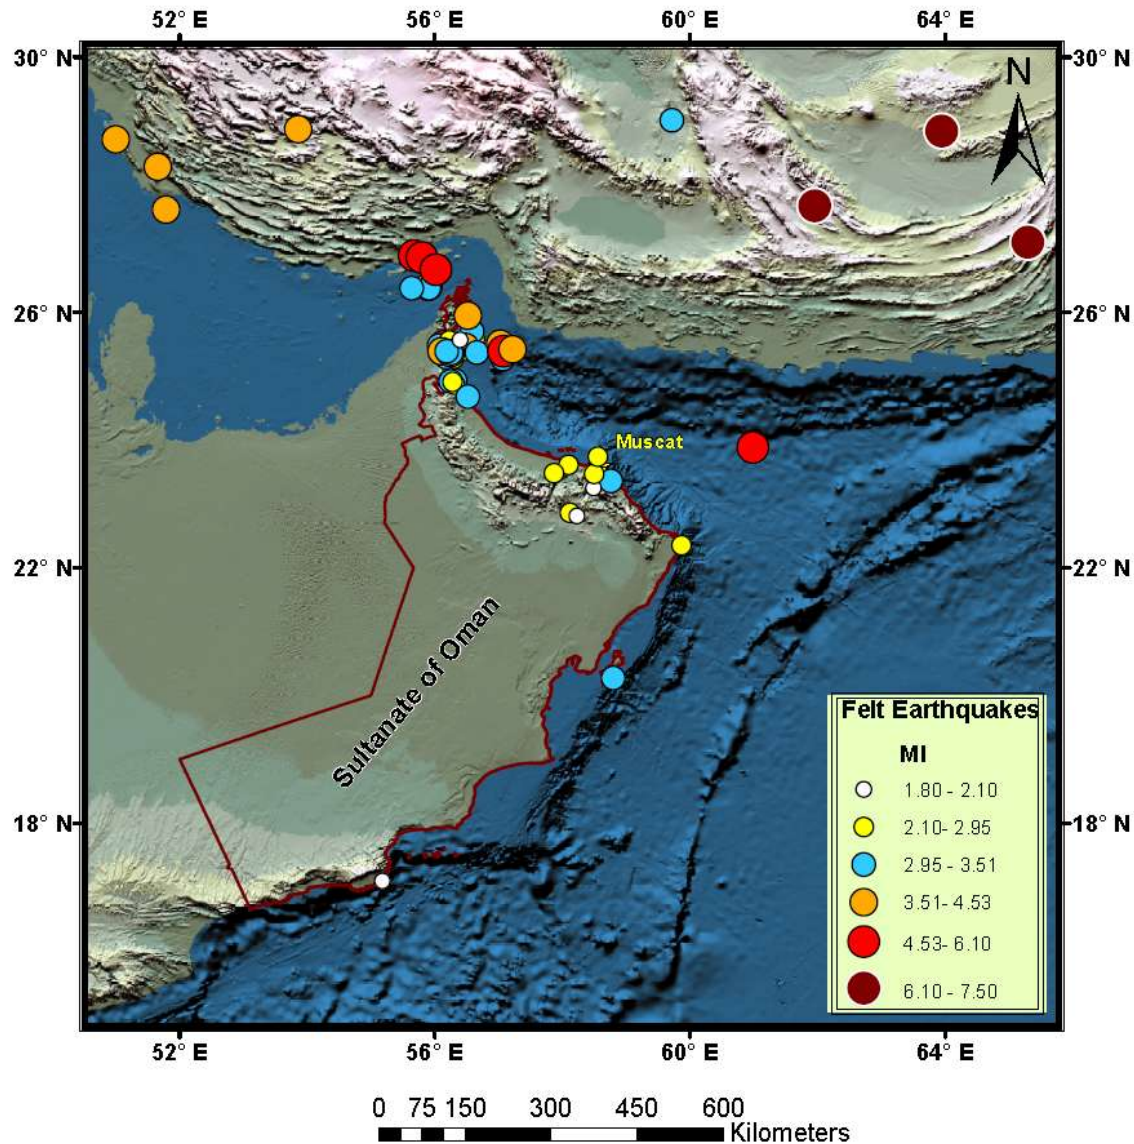 52° E 56° E 60° E 64° E
30° N 30° N
N
26° N 26° N
Muscat
22° N 22° N
Sultanate of Oman
Felt Earthquakes
Ml
1.80 - 2.10
18° N 18° N
2.10- 2.95
2.95 - 3.51
3.51 - 4.53
4.53- 6.10
6.10 - 7.50
52° E 56° E 60° E 64° E
0 75 150 300 450 600
Kilometers